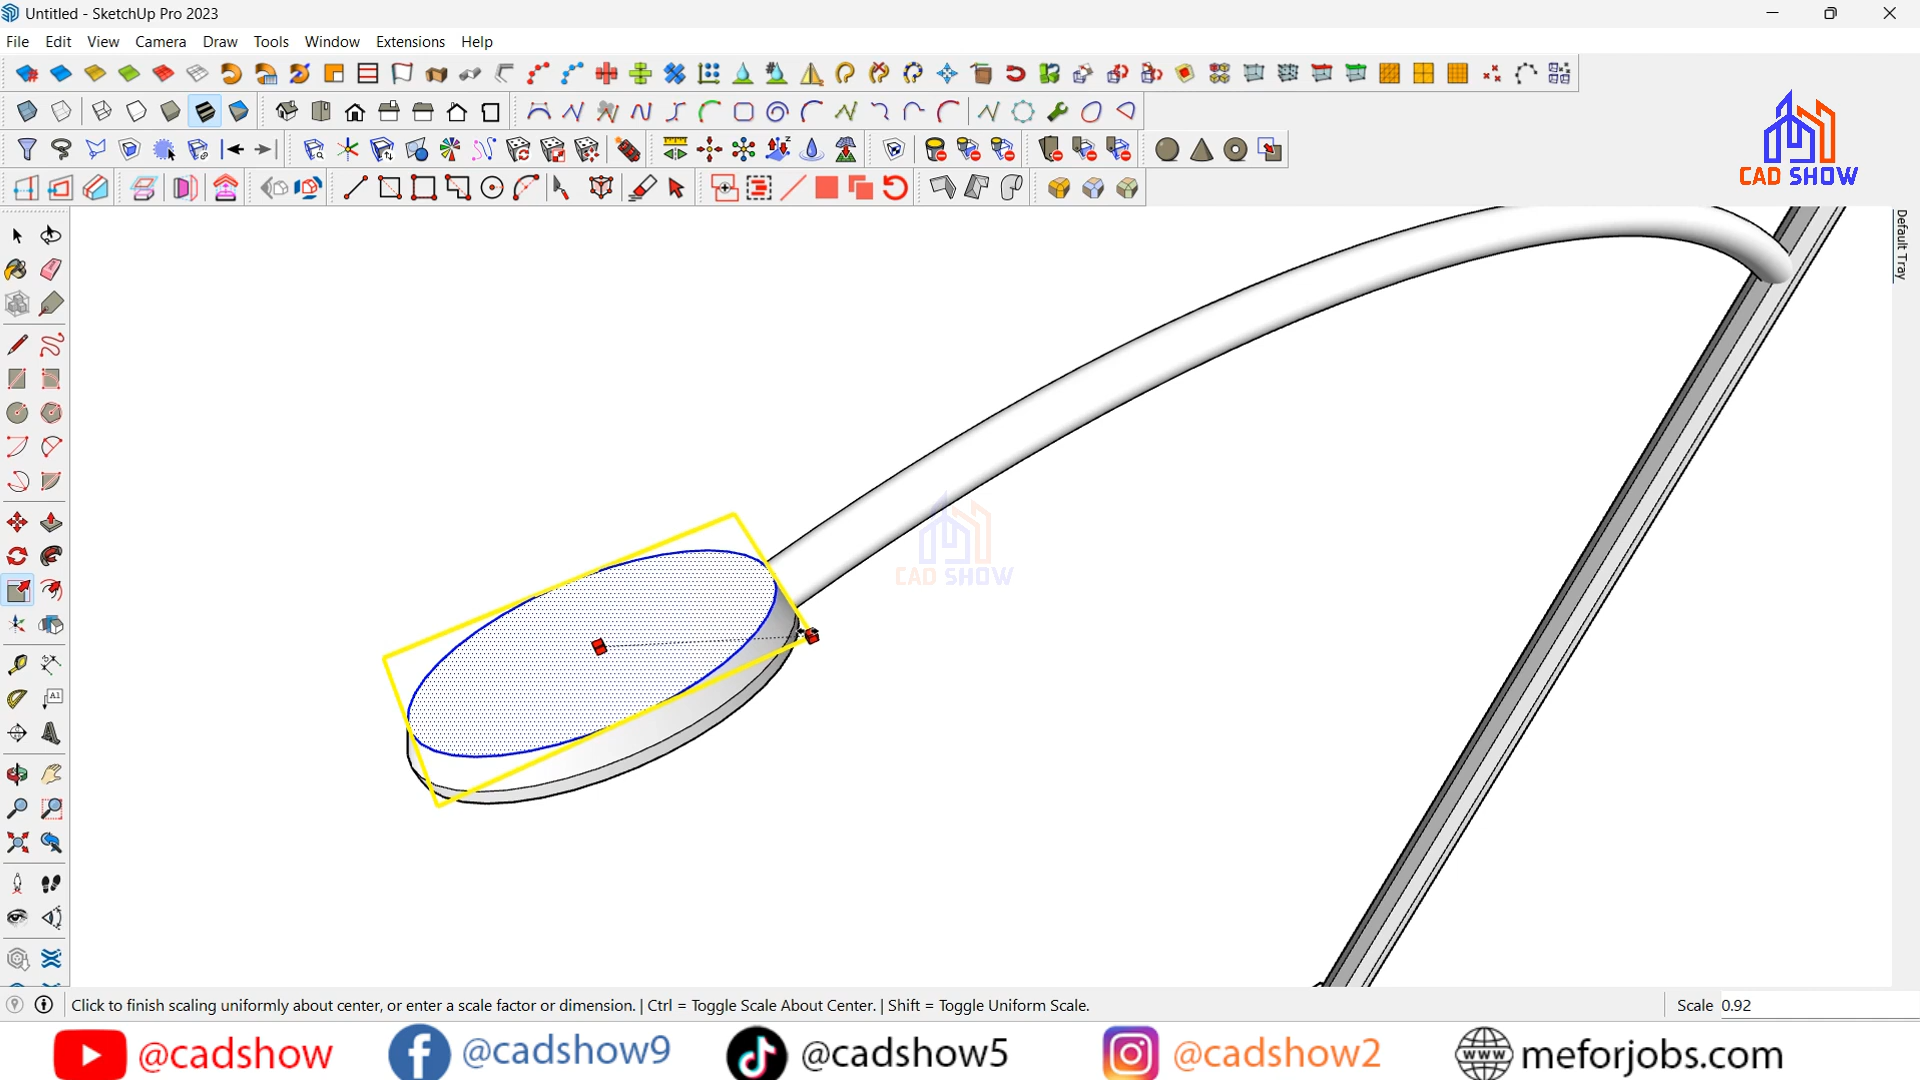 Untitled - SketchUp Pro 2023
File Edit View Camera Draw Tools Window Extensions Help
CAD SHOW
Default Tray
CAD SHOW
A1
Click to finish scaling uniformly about center, or enter a scale factor or dimension. | Ctrl = Toggle Scale About Center. | Shift = Toggle Uniform Scale.
Scale 0.92
@cadshow @cadshow9 @cadshow5 @cadshow2 www meforjobs.com